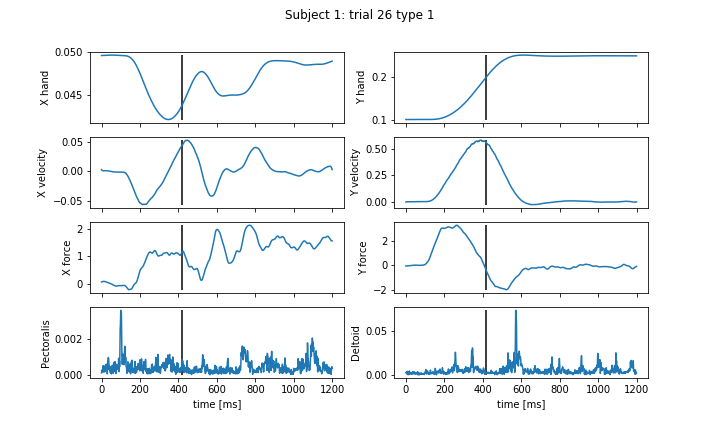 Subject 1: trial 26 type 1
0.050
0.045
X hand
0.2
0.1
Y hand
0.05
0.00
−0.05
X velocity
0.50
0.25
0.00
Y velocity
2
1
0
X force
2
0
−2
Y force
0.002
0.000
Pectoralis
0 200 400 600 800 1000 1200
time [ms]
0.05
0.00
Deltoid
0 200 400 600 800 1000 1200
time [ms]